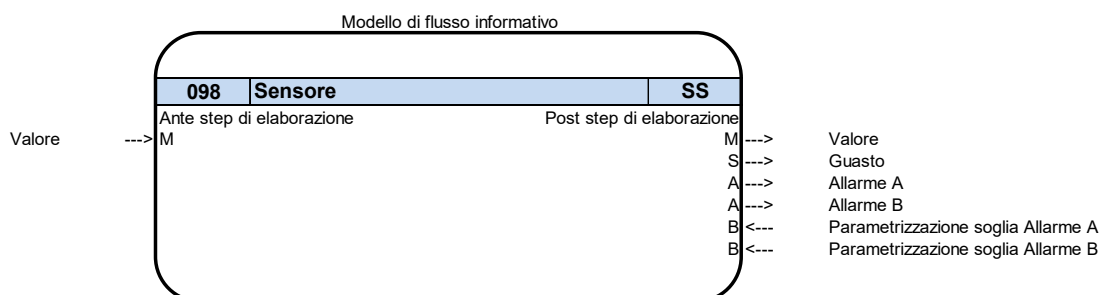 Modello di flusso informativo
098 Sensore SS
Ante step di elaborazione Post step di elaborazione
Valore ---> M M ---> Valore
S ---> Guasto
A ---> Allarme A
A ---> Allarme B
B <--- Parametrizzazione soglia Allarme A
B <--- Parametrizzazione soglia Allarme B